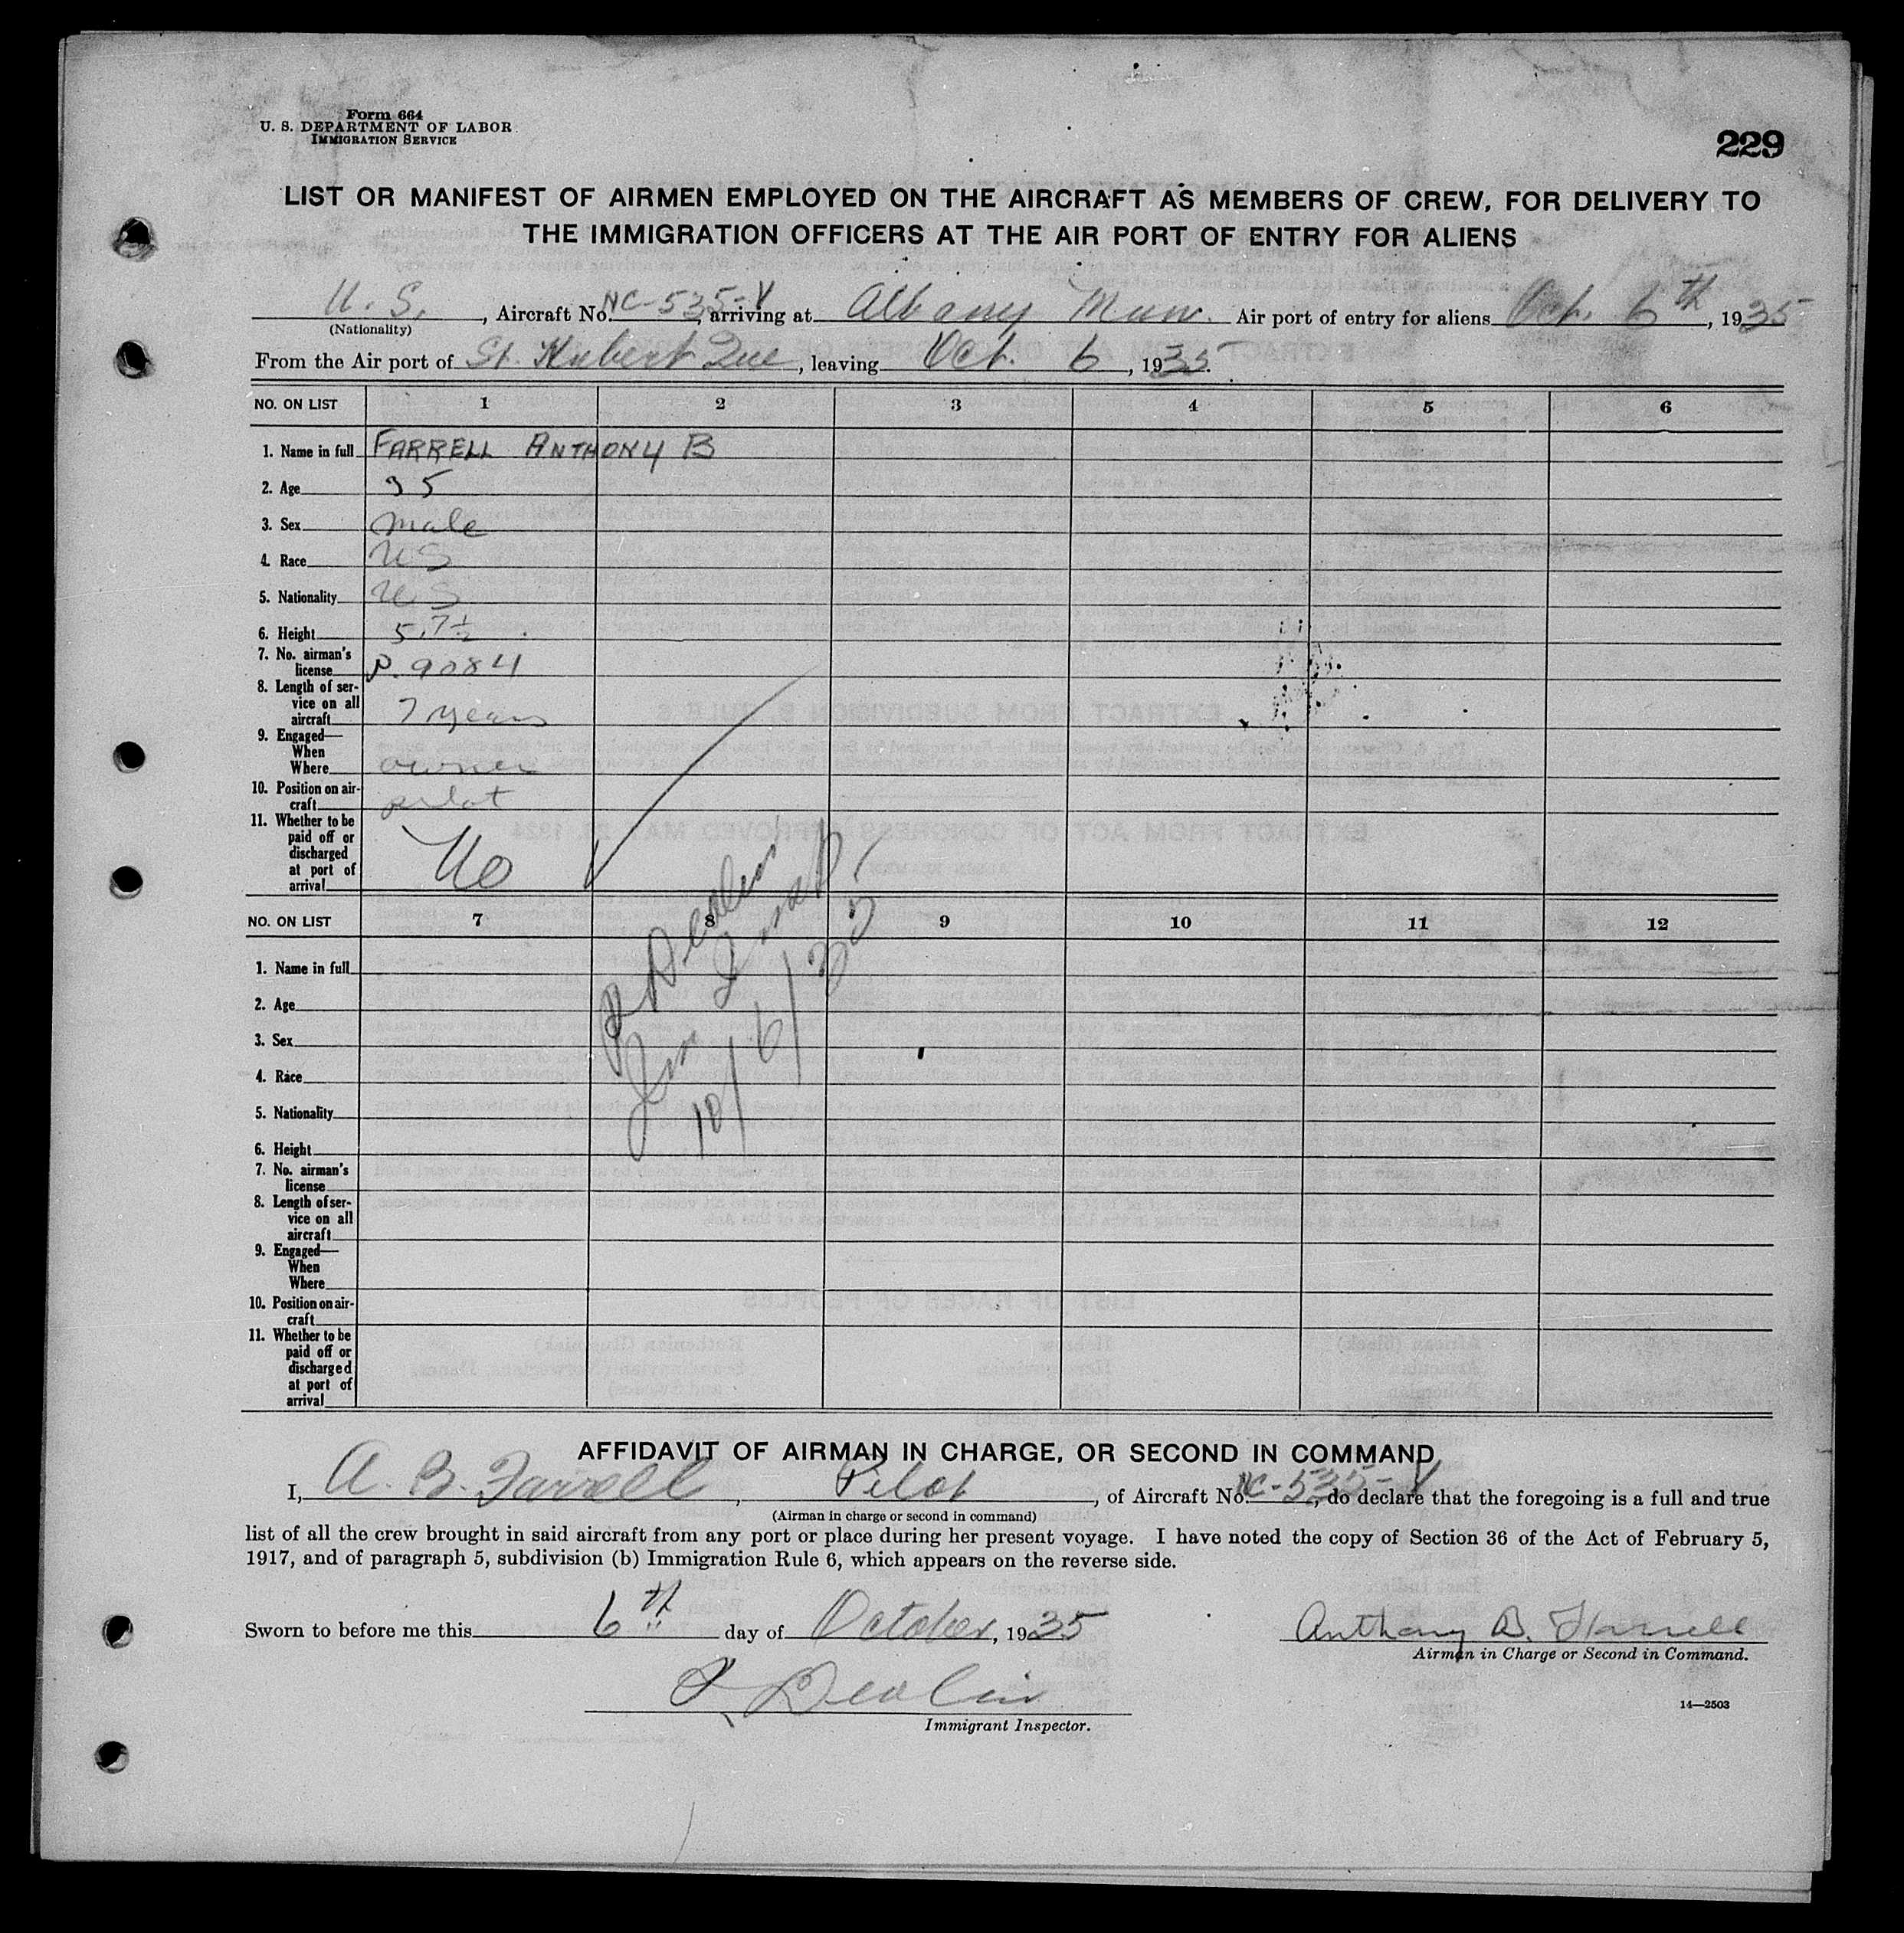 Form 664
U. S. DEPARTMENT OF LABOR
IMMIGRATION SERVICE
229
LIST OR MANIFEST OF AIRMEN EMPLOYED ON THE AIRCRAFT AS MEMBERS OF CREW, FOR DELIVERY TO
THE IMMIGRATION OFFICERS AT THE AIR PORT OF ENTRY FOR ALIENS
U. S., Aircraft No. NC-535-V, arriving at Albany Mun. Air port of entry for aliens Oct. 6th, 1935
(Nationality)
From the Air port of St. Hubert Que, leaving Oct. 6, 1935.
NO. ON LIST 1 2 3 4 5 6
1. Name in full FARRELL ANTHONY B
2. Age 35
3. Sex male
4. Race US
5. Nationality US
6. Height 5.7½
7. No. airman's
license P. 9084
8. Length of ser-
vice on all
aircraft 7 years
9. Engaged—
When
Where owner
10. Position on air-
craft pilot
11. Whether to be
paid off or
discharged
at port of
arrival No
Devlin
10/6/35
NO. ON LIST 7 8 9 10 11 12
1. Name in full
2. Age
3. Sex
4. Race
5. Nationality
6. Height
7. No. airman's
license
8. Length of ser-
vice on all
aircraft
9. Engaged—
When
Where
10. Position on air-
craft
11. Whether to be
paid off or
discharged
at port of
arrival
AFFIDAVIT OF AIRMAN IN CHARGE, OR SECOND IN COMMAND
I, A. B. Farrell, Pilot, of Aircraft No. NC-535-V, do declare that the foregoing is a full and true
(Airman in charge or second in command)
list of all the crew brought in said aircraft from any port or place during her present voyage. I have noted the copy of Section 36 of the Act of February 5,
1917, and of paragraph 5, subdivision (b) Immigration Rule 6, which appears on the reverse side.
Sworn to before me this 6th day of October, 1935
Anthony B. Farrell
Airman in Charge or Second in Command.
Devlin
Immigrant Inspector.
14—2503